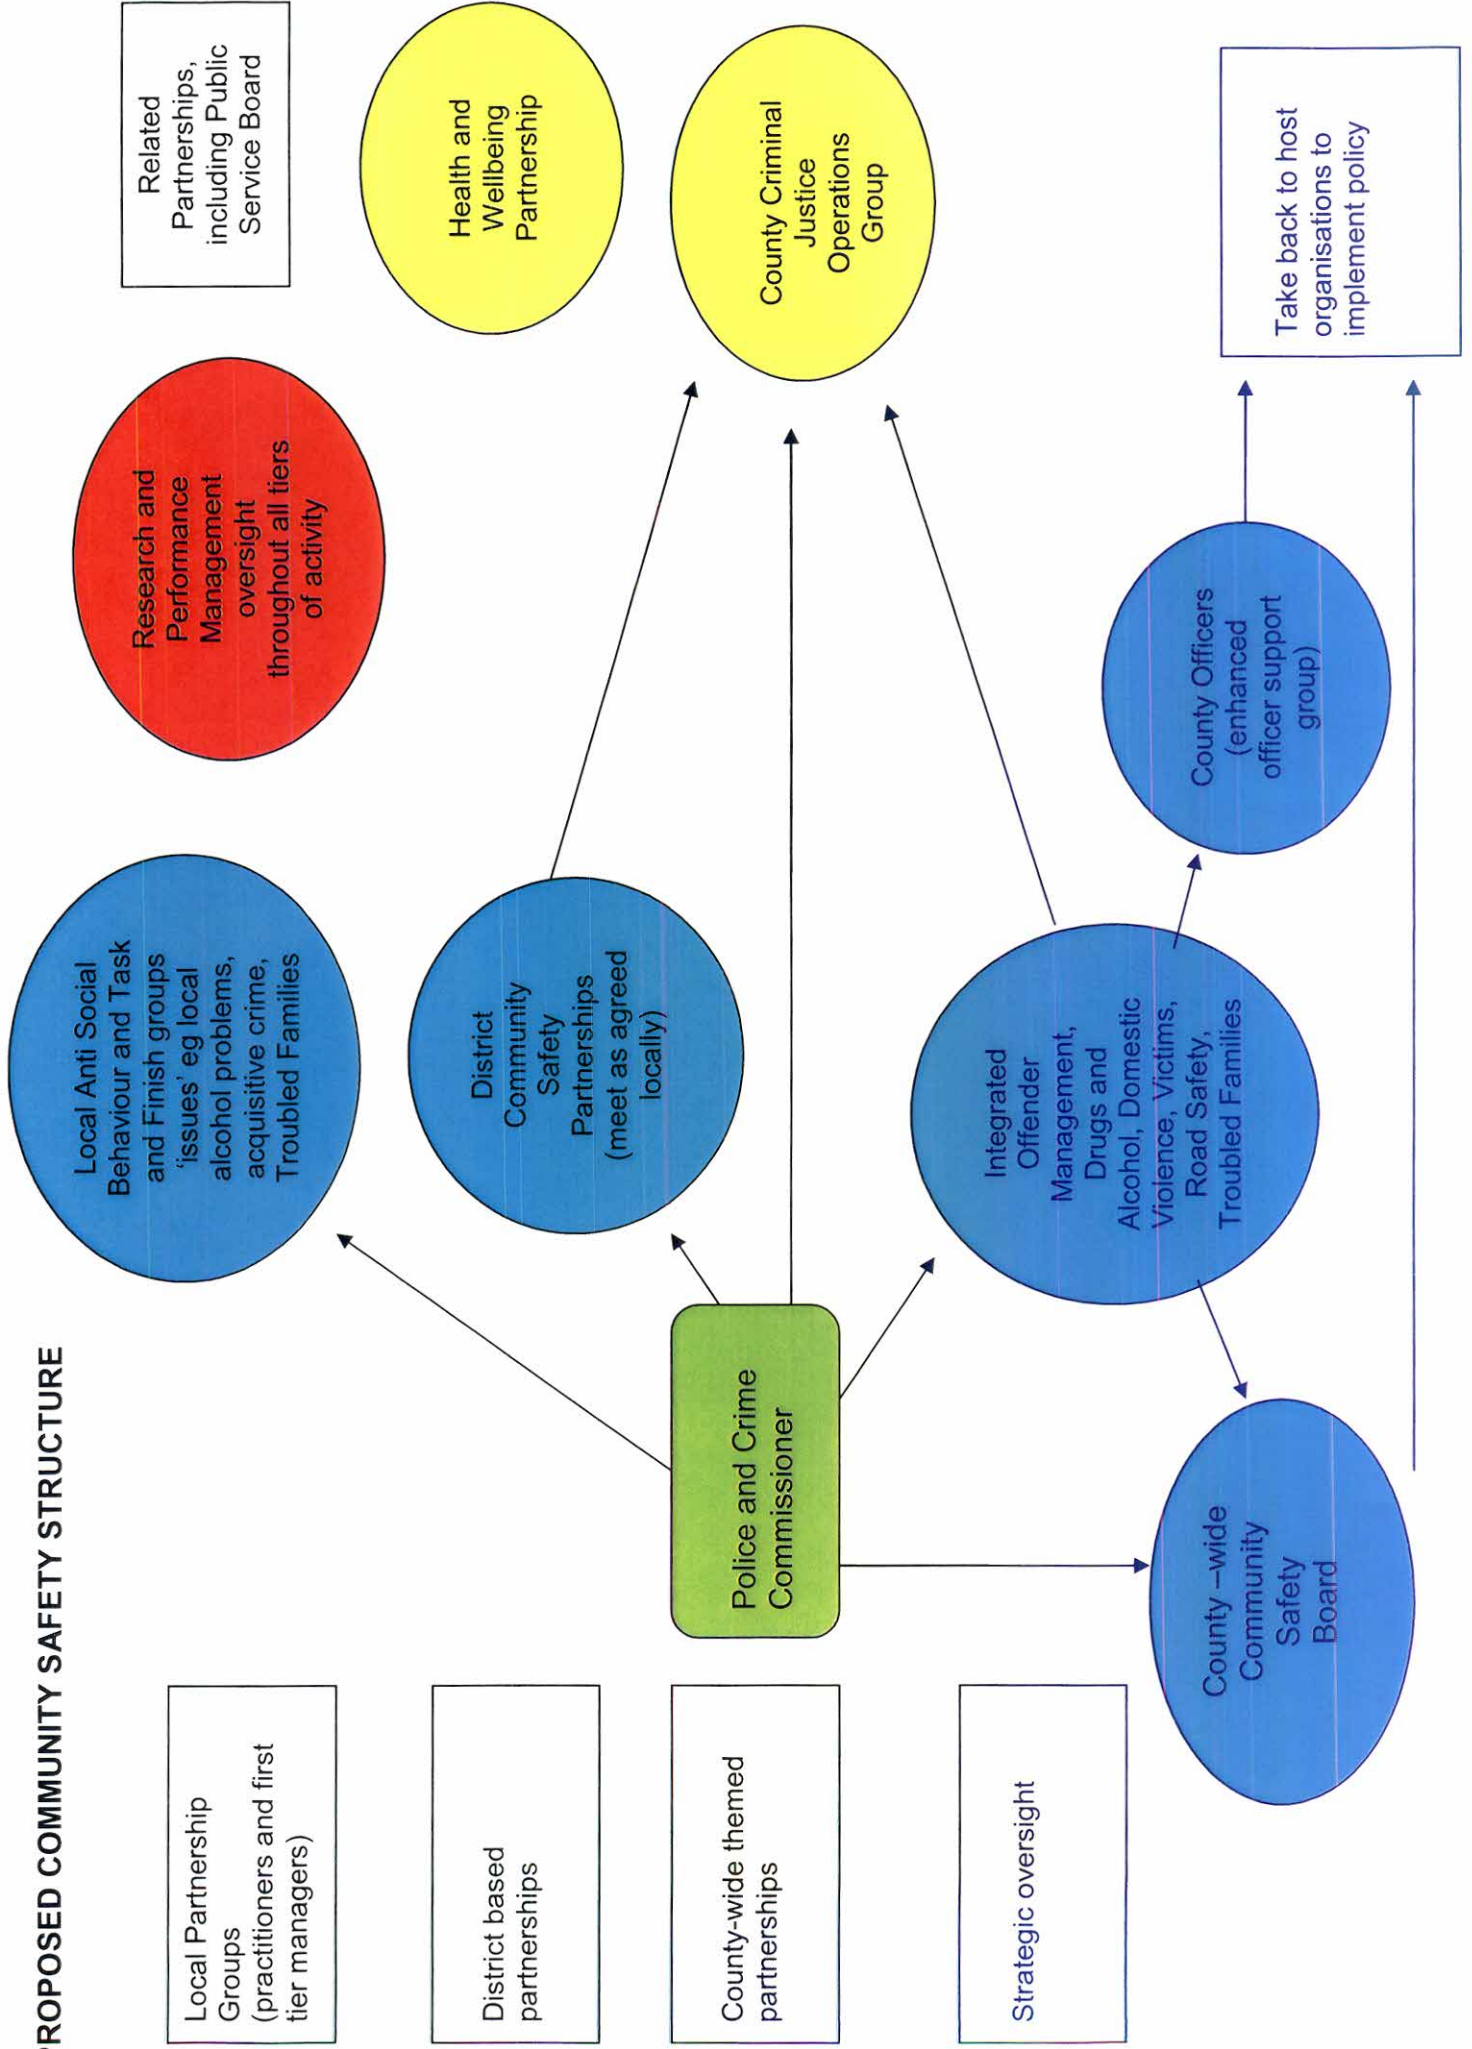 PROPOSED COMMUNITY SAFETY STRUCTURE
Local Partnership
Groups
(practitioners and first
tier managers)
Local Anti Social
Behaviour and Task
and Finish groups
'issues' eg local
alcohol problems,
acquisitive crime,
Troubled Families
Research and
Performance
Management
oversight
throughout all tiers
of activity
Related
Partnerships,
including Public
Service Board
District based
partnerships
District
Community
Safety
Partnerships
(meet as agreed
locally)
Health and
Wellbeing
Partnership
County-wide themed
partnerships
Police and Crime
Commissioner
County Criminal
Justice
Operations
Group
Strategic oversight
Integrated
Offender
Management,
Drugs and
Alcohol, Domestic
Violence, Victims,
Road Safety,
Troubled Families
County –wide
Community
Safety
Board
County Officers
(enhanced
officer support
group)
Take back to host
organisations to
implement policy